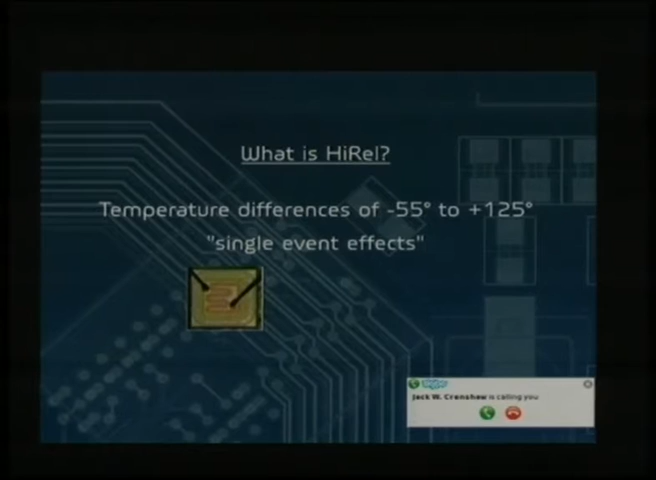 What is HiRel?
Temperature differences of -55° to +125°
"single event effects"
skype
Jack W. Crenshaw is calling you